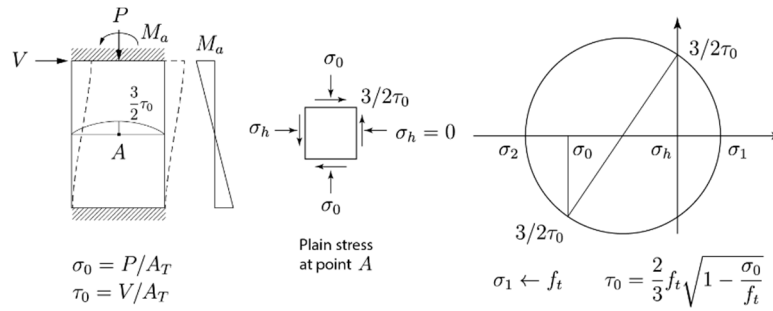 P
M_a
M_a
V
3/2 τ_0
A
σ_0 = P/A_T
τ_0 = V/A_T
σ_0
3/2τ_0
σ_h
σ_h = 0
σ_0
Plain stress
at point A
3/2τ_0
σ_2
σ_0
σ_h
σ_1
3/2τ_0
σ_1 ← f_t
τ_0 = 2/3 f_t √(1 − σ_0/f_t)